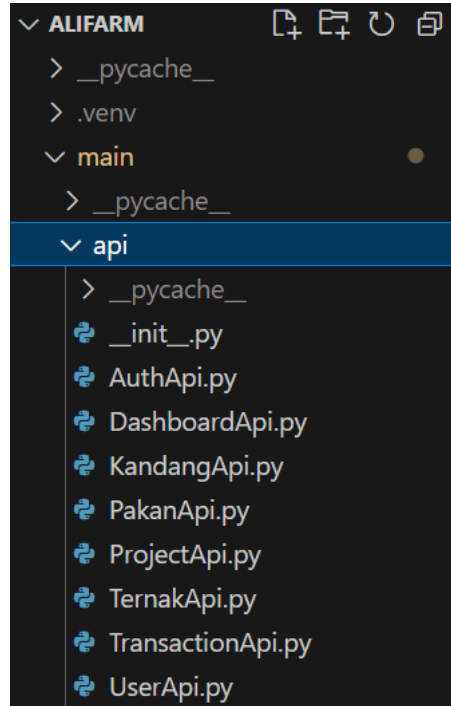 ALIFARM
__pycache__
.venv
main
__pycache__
api
__pycache__
__init__.py
AuthApi.py
DashboardApi.py
KandangApi.py
PakanApi.py
ProjectApi.py
TernakApi.py
TransactionApi.py
UserApi.py